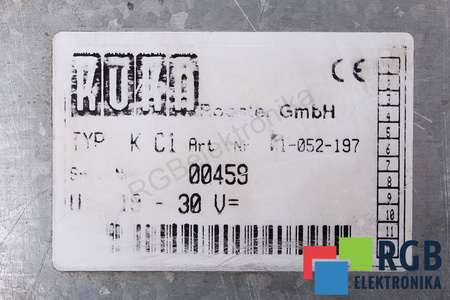 KUKA
CE
Roboter GmbH
TYP K C1 Art. Nr. 71-052-197
00459
U 19 - 30 V=
1
2
3
4
5
6
7
8
9
10
11
RGBelektronika
RGB
ELEKTRONIKA